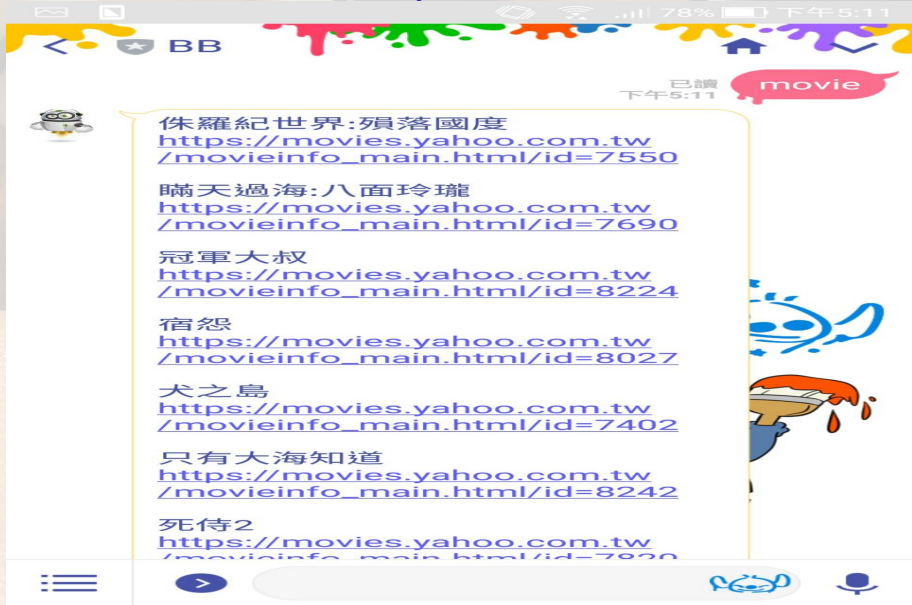 78% 下午5:11
BB
已讀
下午5:11
movie
侏羅紀世界:殞落國度
https://movies.yahoo.com.tw
/movieinfo_main.html/id=7550
瞞天過海:八面玲瓏
https://movies.yahoo.com.tw
/movieinfo_main.html/id=7690
冠軍大叔
https://movies.yahoo.com.tw
/movieinfo_main.html/id=8224
宿怨
https://movies.yahoo.com.tw
/movieinfo_main.html/id=8027
犬之島
https://movies.yahoo.com.tw
/movieinfo_main.html/id=7402
只有大海知道
https://movies.yahoo.com.tw
/movieinfo_main.html/id=8242
死侍2
https://movies.yahoo.com.tw
/movieinfo_main.html/id=7820